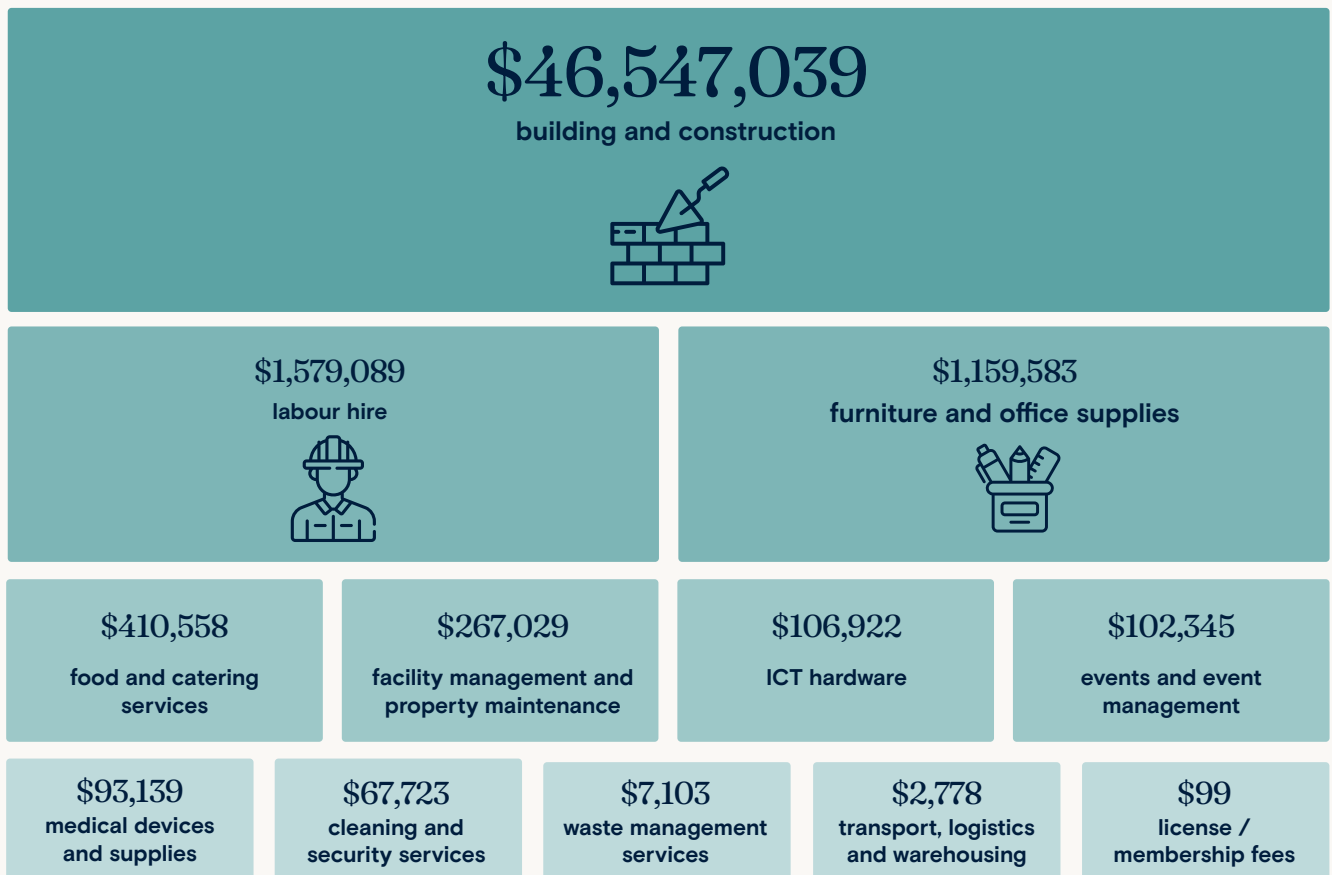 $46,547,039
building and construction
$1,579,089
labour hire
$1,159,583
furniture and office supplies
$410,558
food and catering
services
$267,029
facility management and
property maintenance
$106,922
ICT hardware
$102,345
events and event
management
$93,139
medical devices
and supplies
$67,723
cleaning and
security services
$7,103
waste management
services
$2,778
transport, logistics
and warehousing
$99
license /
membership fees